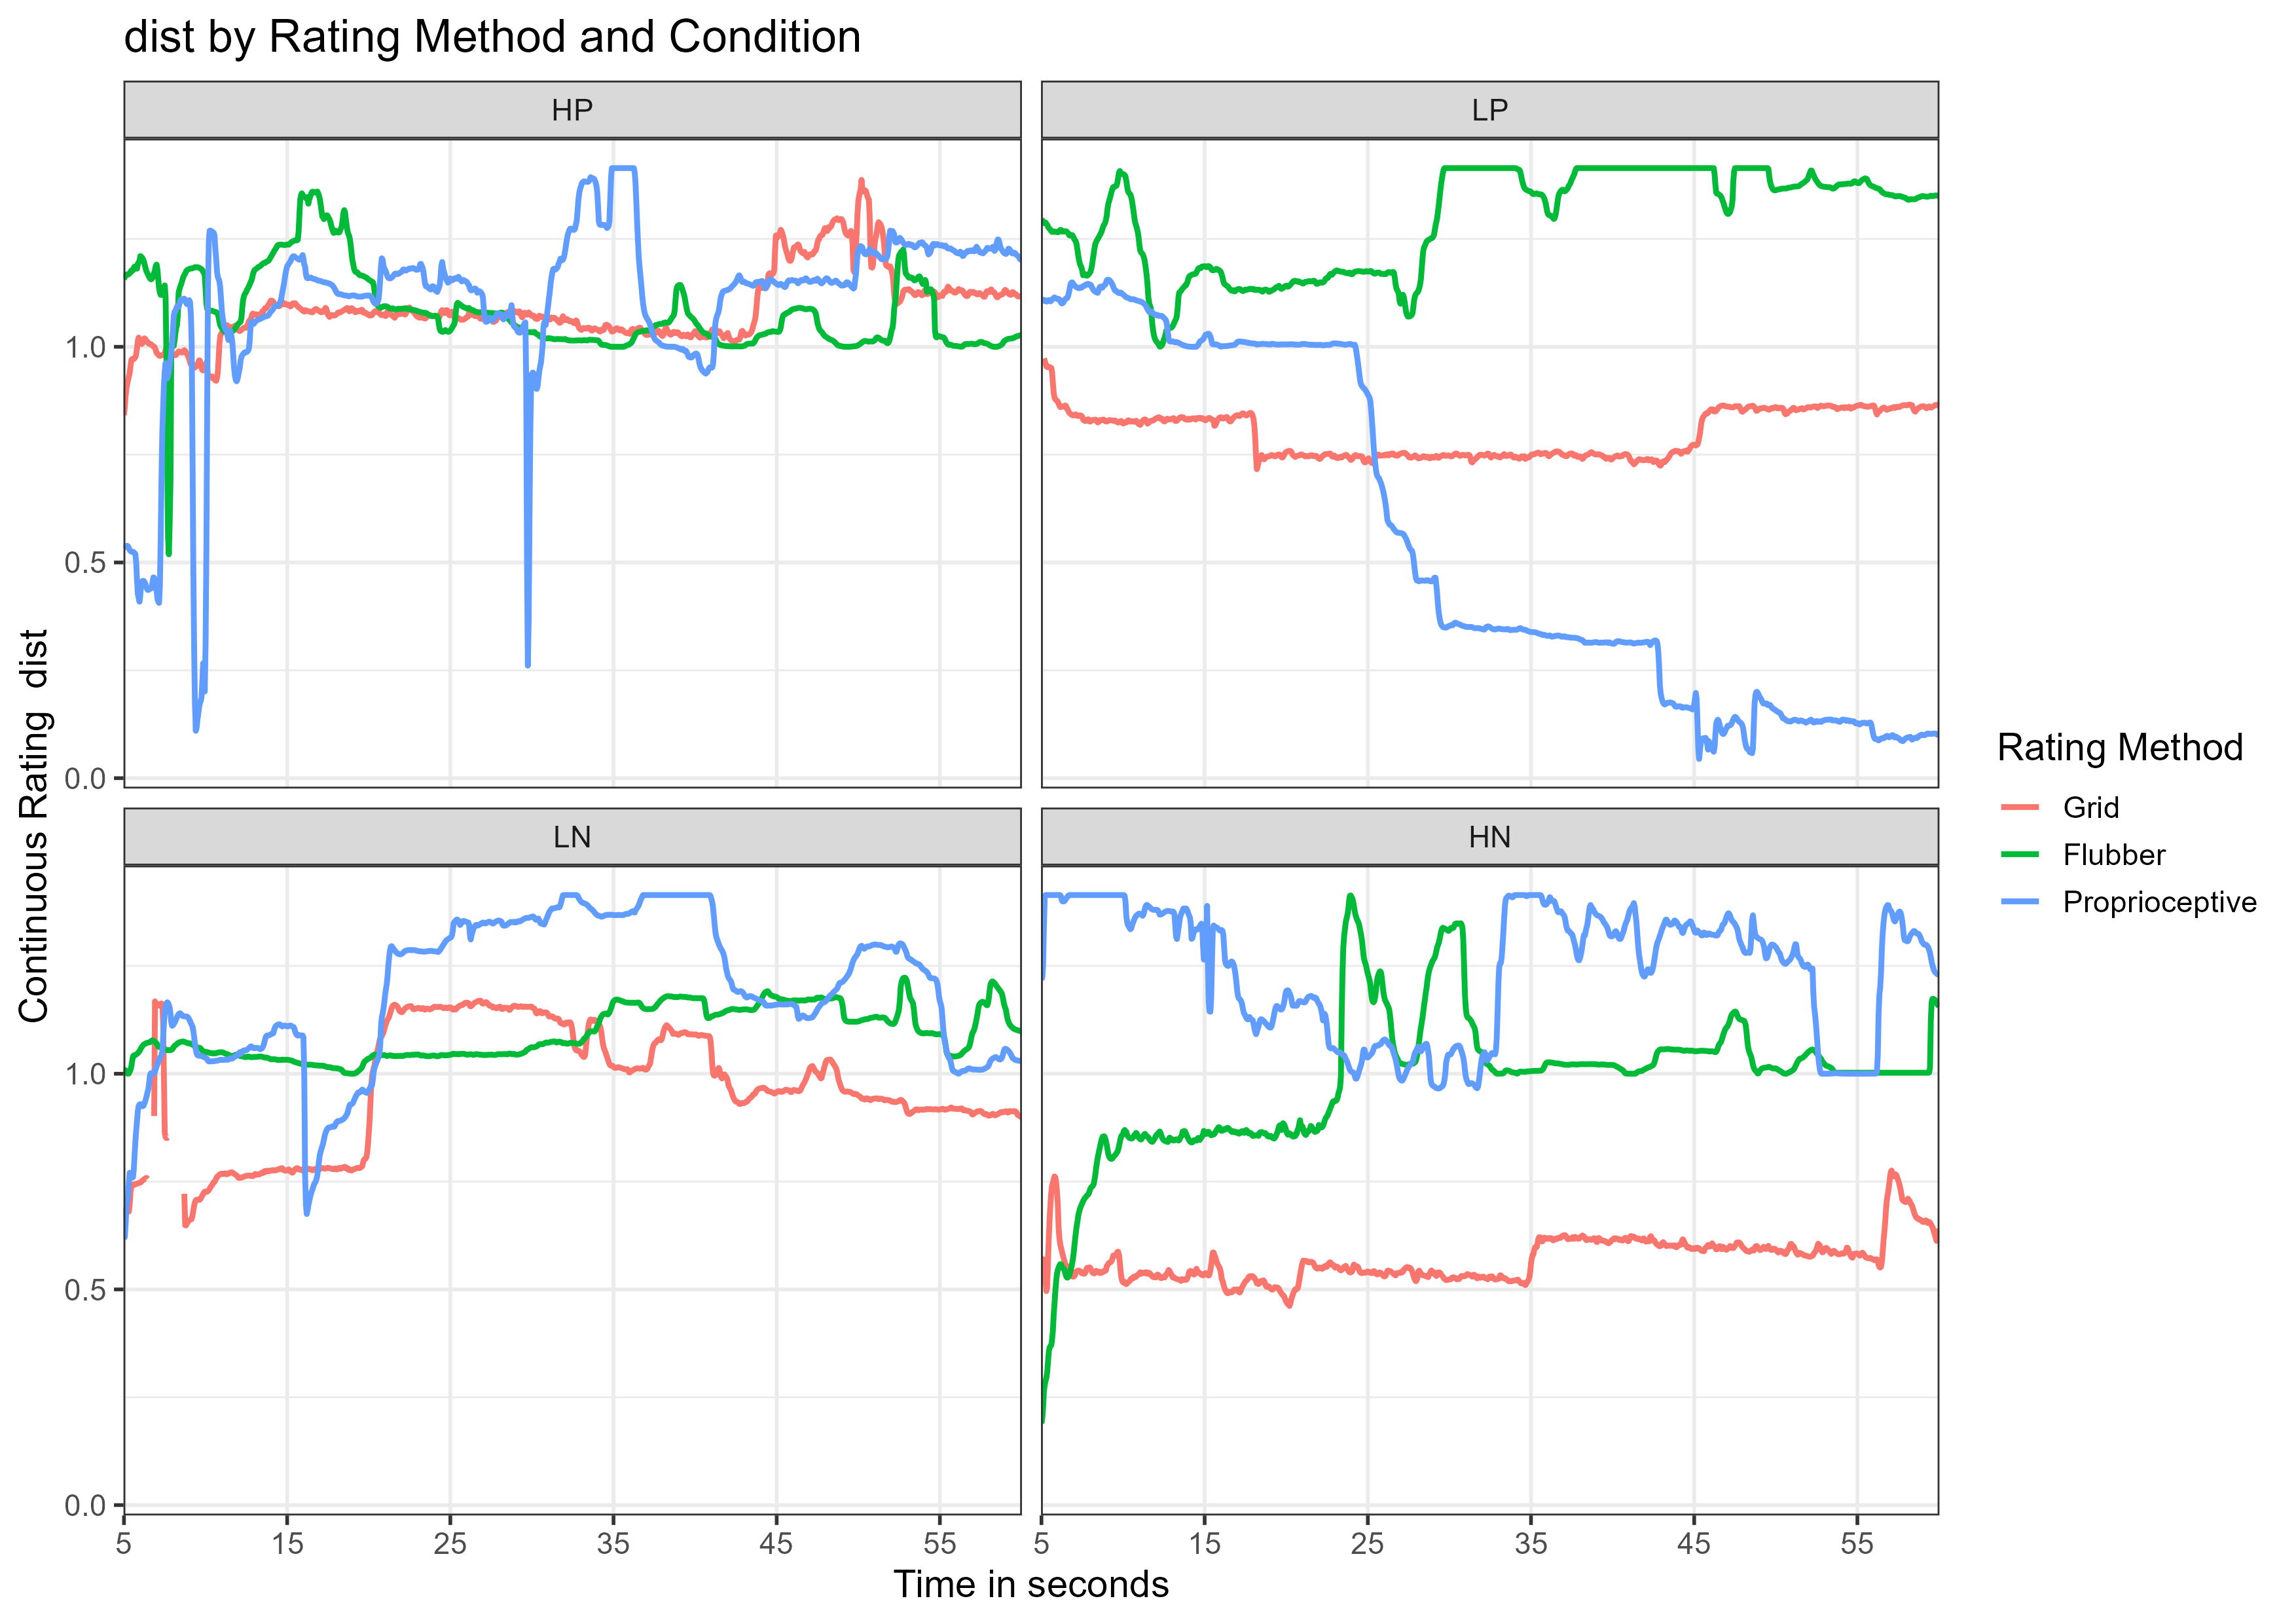 dist by Rating Method and Condition
HP
LP
1.0
0.5
0.0
LN
HN
1.0
0.5
0.0
5 15 25 35 45 55
5 15 25 35 45 55
Time in seconds
Continuous Rating  dist
Rating Method
Grid
Flubber
Proprioceptive